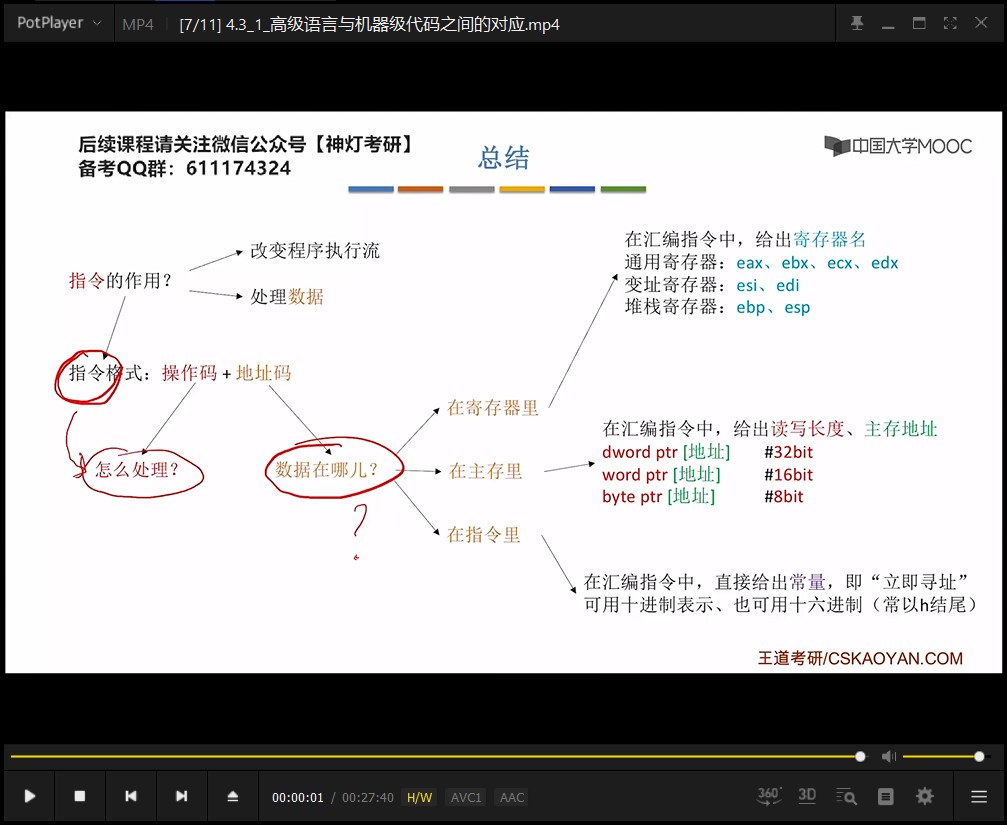 PotPlayer MP4 [7/11] 4.3_1_高级语言与机器级代码之间的对应.mp4
后续课程请关注微信公众号【神灯考研】
备考QQ群：611174324
总结
中国大学MOOC
指令的作用？
改变程序执行流
处理数据
指令格式：操作码 + 地址码
怎么处理？
数据在哪儿？
?
在寄存器里
在主存里
在指令里
在汇编指令中，给出寄存器名
通用寄存器：eax、ebx、ecx、edx
变址寄存器：esi、edi
堆栈寄存器：ebp、esp
在汇编指令中，给出读写长度、主存地址
dword ptr [地址] #32bit
word ptr [地址] #16bit
byte ptr [地址] #8bit
在汇编指令中，直接给出常量，即“立即寻址”
可用十进制表示、也可用十六进制（常以h结尾）
王道考研/CSKAOYAN.COM
00:00:01 / 00:27:40 H/W AVC1 AAC 360° 3D